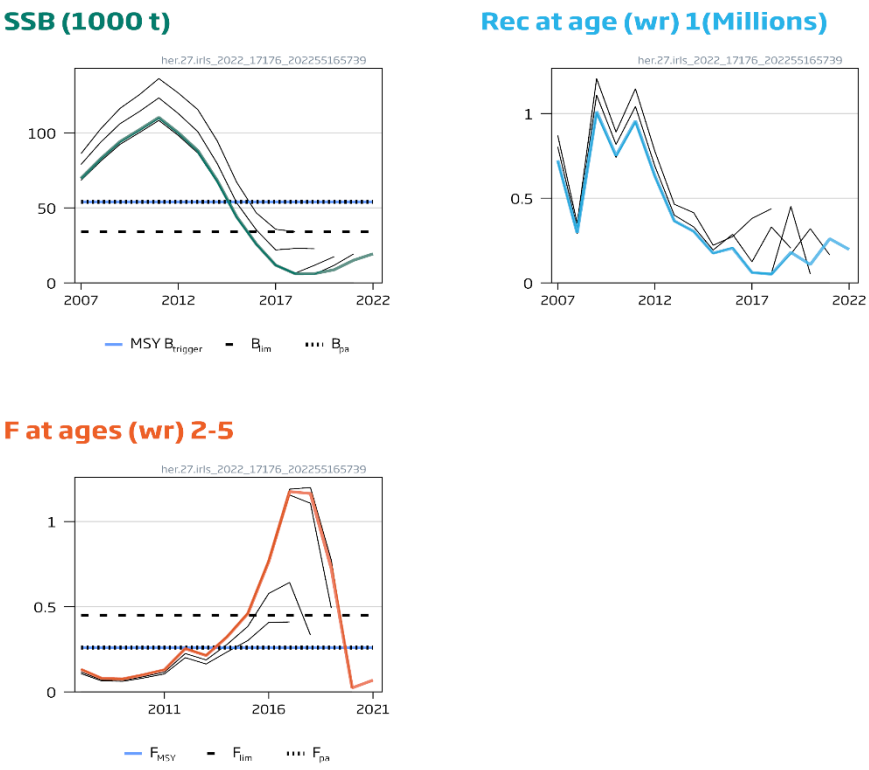 SSB (1000 t)
Rec at age (wr) 1(Millions)
her.27.irls_2022_17176_202255165739
her.27.irls_2022_17176_202255165739
100
50
0
2007 2012 2017 2022
1
0.5
0
2007 2012 2017 2022
MSY Btrigger Blim Bpa
F at ages (wr) 2-5
her.27.irls_2022_17176_202255165739
1
0.5
0
2011 2016 2021
FMSY Flim Fpa